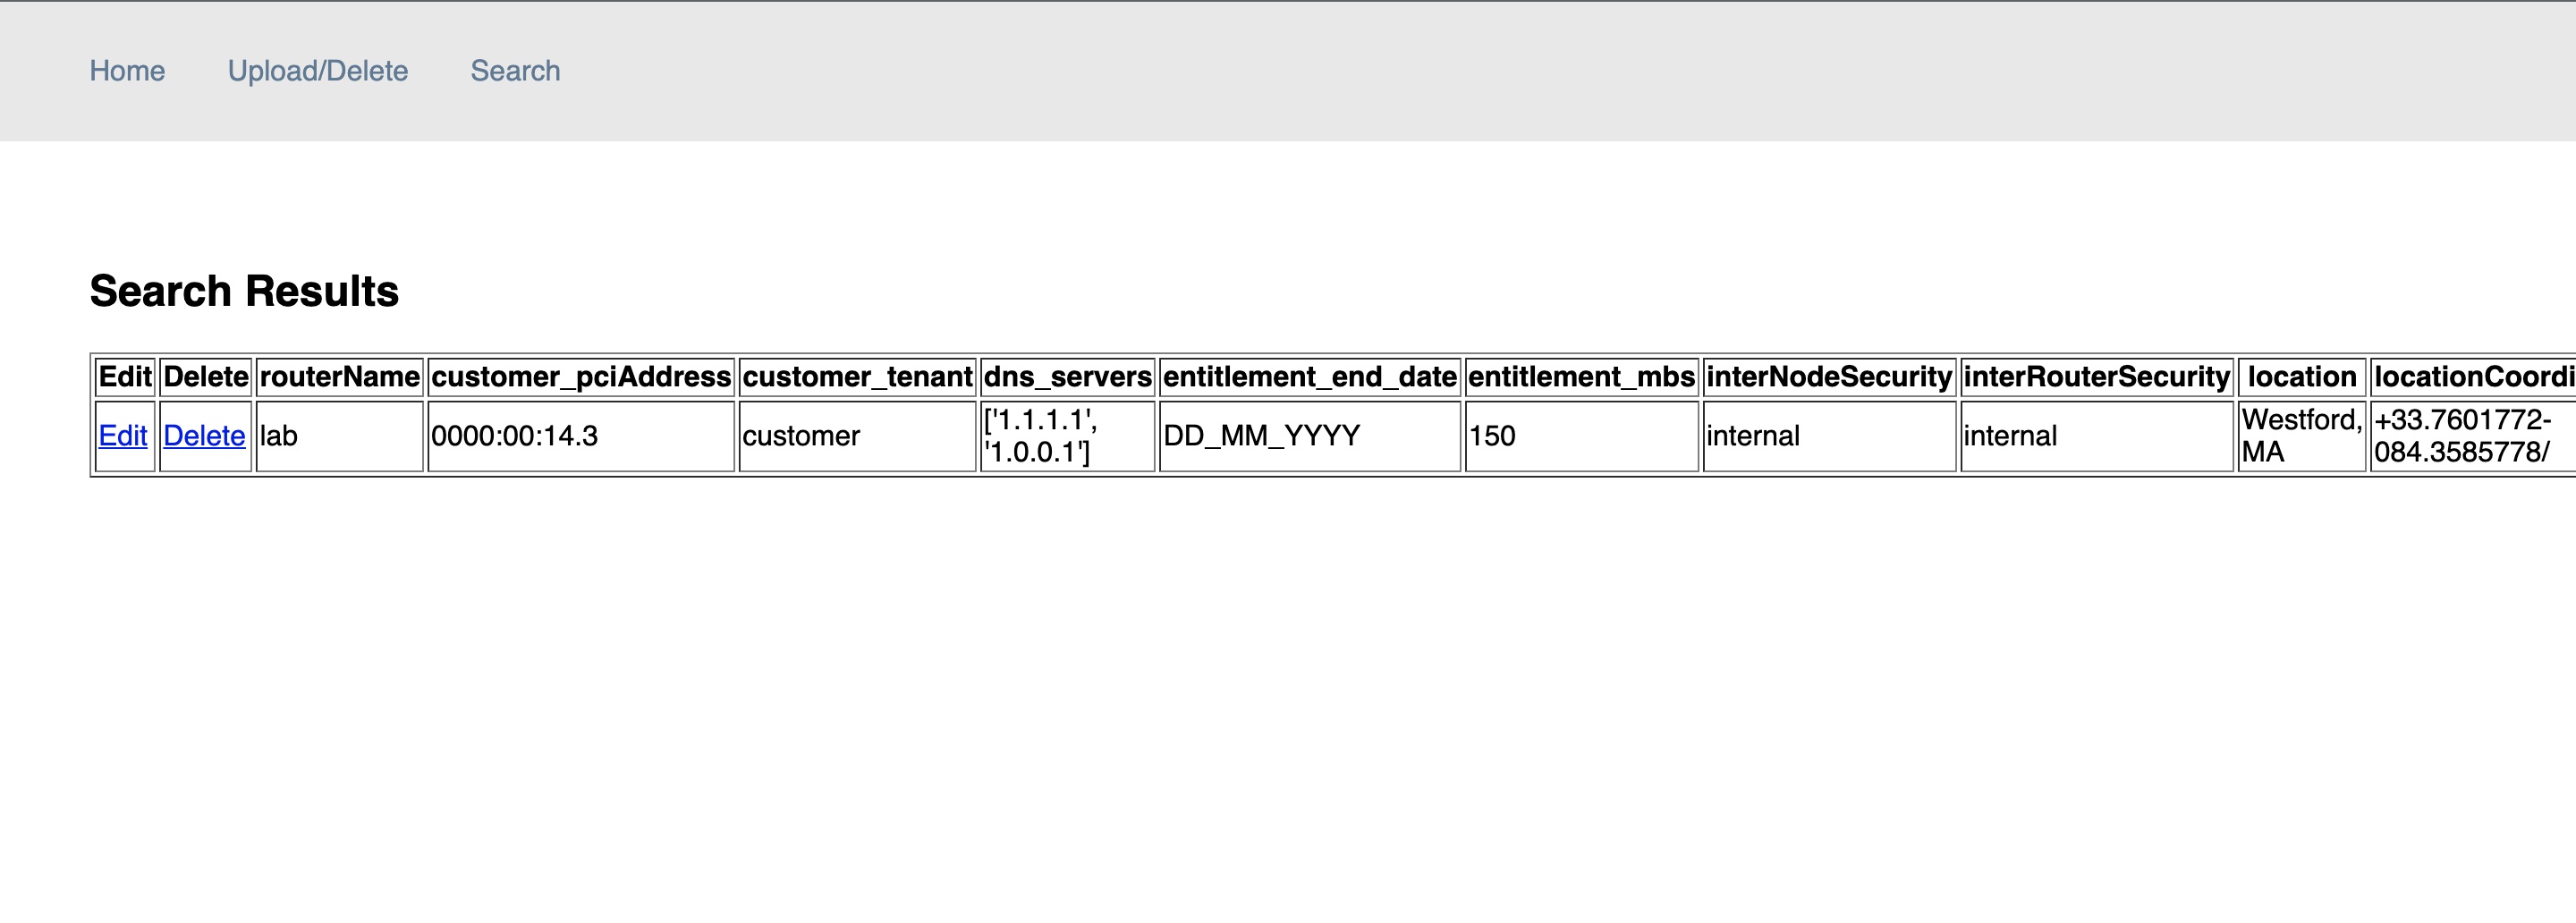 Home Upload/Delete Search
Search Results
Edit Delete routerName customer_pciAddress customer_tenant dns_servers entitlement_end_date entitlement_mbs interNodeSecurity interRouterSecurity location locationCoordi
Edit Delete lab 0000:00:14.3 customer ['1.1.1.1', '1.0.0.1'] DD_MM_YYYY 150 internal internal Westford, MA +33.7601772-084.3585778/